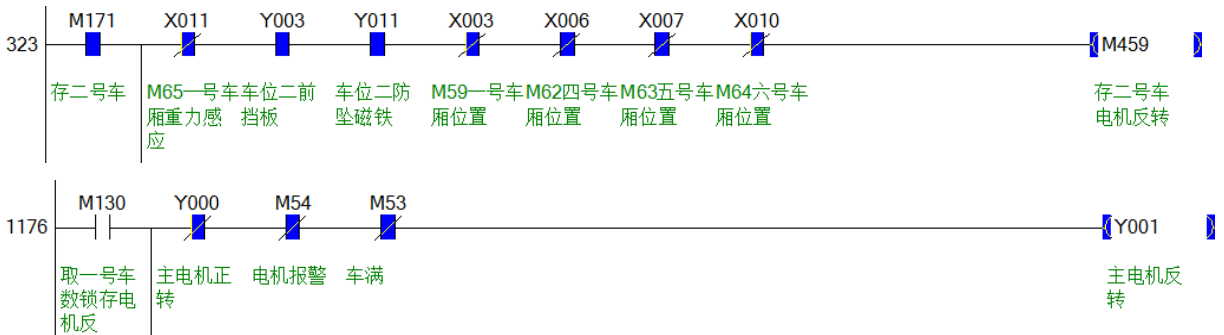 M171 X011 Y003 Y011 X003 X006 X007 X010
323 M459
存二号车 M65一号车 车位二前 车位二防 M59一号车 M62四号车 M63五号车 M64六号车 存二号车
厢重力感 挡板 坠磁铁 厢位置 厢位置 厢位置 厢位置 电机反转
应
M130 Y000 M54 M53
1176 Y001
取一号车 主电机正 电机报警 车满 主电机反
数锁存电 转 转
机反